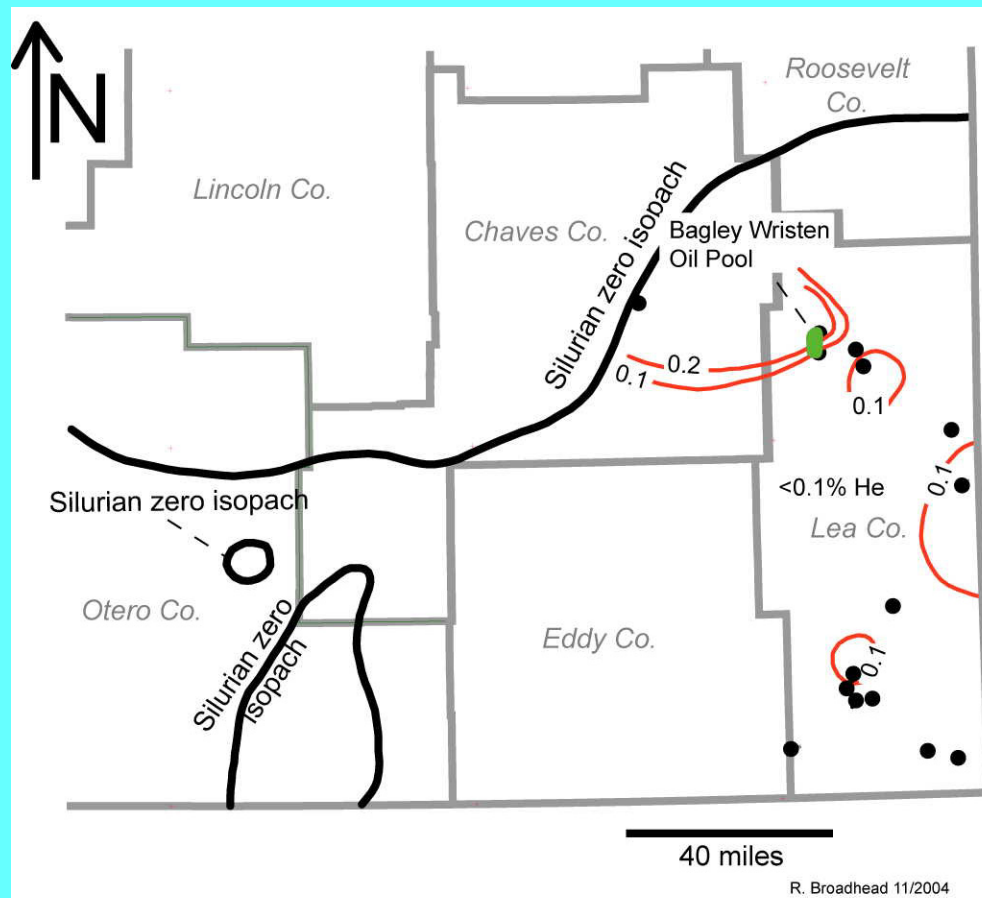 N
Roosevelt
Co.
Lincoln Co.
Chaves Co.
Silurian zero isopach
Bagley Wristen
Oil Pool
0.2
0.1
0.1
0.1
<0.1% He
Lea Co.
Silurian zero isopach
Otero Co.
Silurian zero
isopach
Eddy Co.
0.1
40 miles
R. Broadhead 11/2004